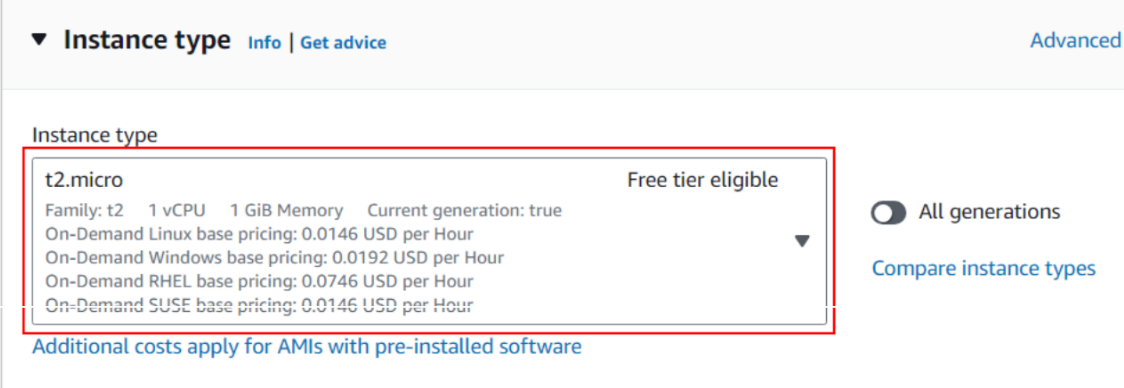 Instance type Info | Get advice
Advanced
Instance type
t2.micro Free tier eligible
Family: t2 1 vCPU 1 GiB Memory Current generation: true
On-Demand Linux base pricing: 0.0146 USD per Hour
On-Demand Windows base pricing: 0.0192 USD per Hour
On-Demand RHEL base pricing: 0.0746 USD per Hour
On-Demand SUSE base pricing: 0.0146 USD per Hour
All generations
Compare instance types
Additional costs apply for AMIs with pre-installed software